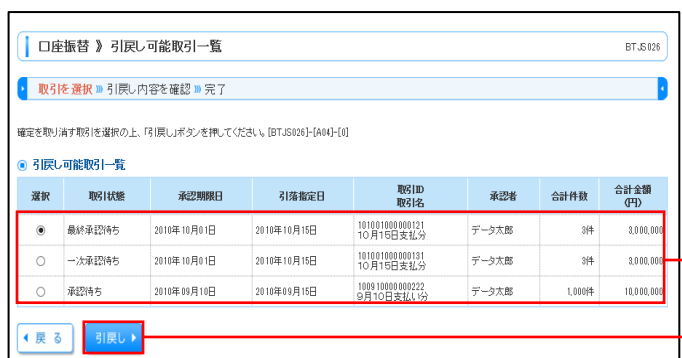 口座振替 》 引戻し可能取引一覧 BTJS026
取引を選択 ››› 引戻し内容を確認 ››› 完了
確定を取り消す取引を選択の上、「引戻し」ボタンを押してください。[BTJS026]-[A04]-[0]
引戻し可能取引一覧
選択 取引状態 承認期限日 引落指定日 取引ID 承認者 合計件数 合計金額
取引名 (円)
最終承認待ち 2010年10月01日 2010年10月15日 101001000000121 データ太郎 3件 3,000,000
10月15日支払分
一次承認待ち 2010年10月01日 2010年10月15日 101001000000131 データ太郎 3件 3,000,000
10月15日支払分
承認待ち 2010年09月10日 2010年09月15日 100910000000222 データ太郎 1,000件 10,000,000
9月10日支払い分
戻 る 引戻し